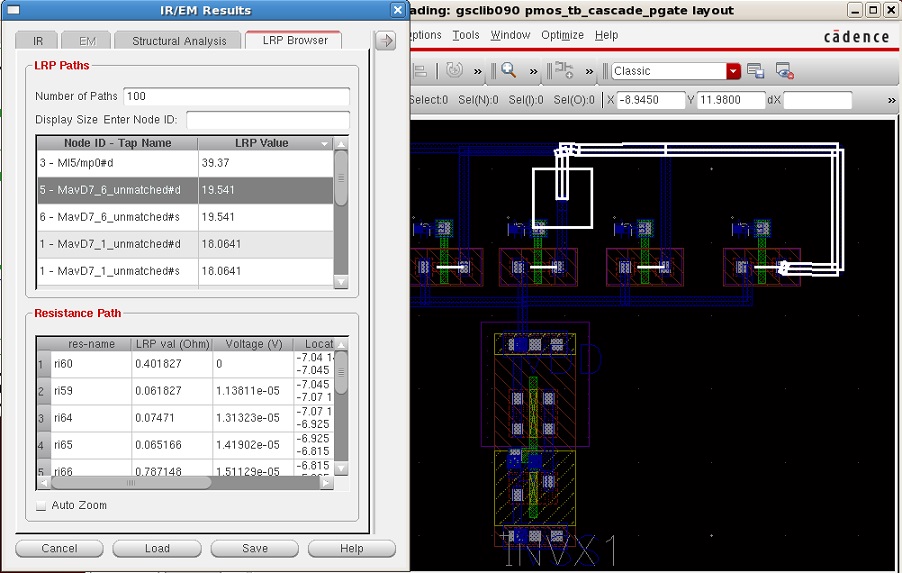 IR/EM Results
ading: gsclib090 pmos_tb_cascade_pgate layout
IR
EM
Structural Analysis
LRP Browser
ptions Tools Window Optimize Help
cādence
LRP Paths
Number of Paths 100
Display Size Enter Node ID:
Classic
Select:0 Sel(N):0 Sel(I):0 Sel(O):0 X -8.9450 Y 11.9800 dX
Node ID - Tap Name LRP Value
3 - MI5/mp0#d 39.37
5 - MavD7_6_unmatched#d 19.541
6 - MavD7_6_unmatched#s 19.541
1 - MavD7_1_unmatched#d 18.0641
1 - MavD7_1_unmatched#s 18.0641
Resistance Path
res-name LRP val (Ohm) Voltage (V) Locat
1 ri60 0.401827 0 -7.04 1
-7.045
2 ri59 0.061827 1.13811e-05 -7.045
-7.07 1
3 ri64 0.07471 1.31323e-05 -7.07 1
-6.925
4 ri65 0.065166 1.41902e-05 -6.925
-6.815
5 ri66 0.787148 1.51129e-05 -6.815
Auto Zoom
Cancel Load Save Help
INVX1